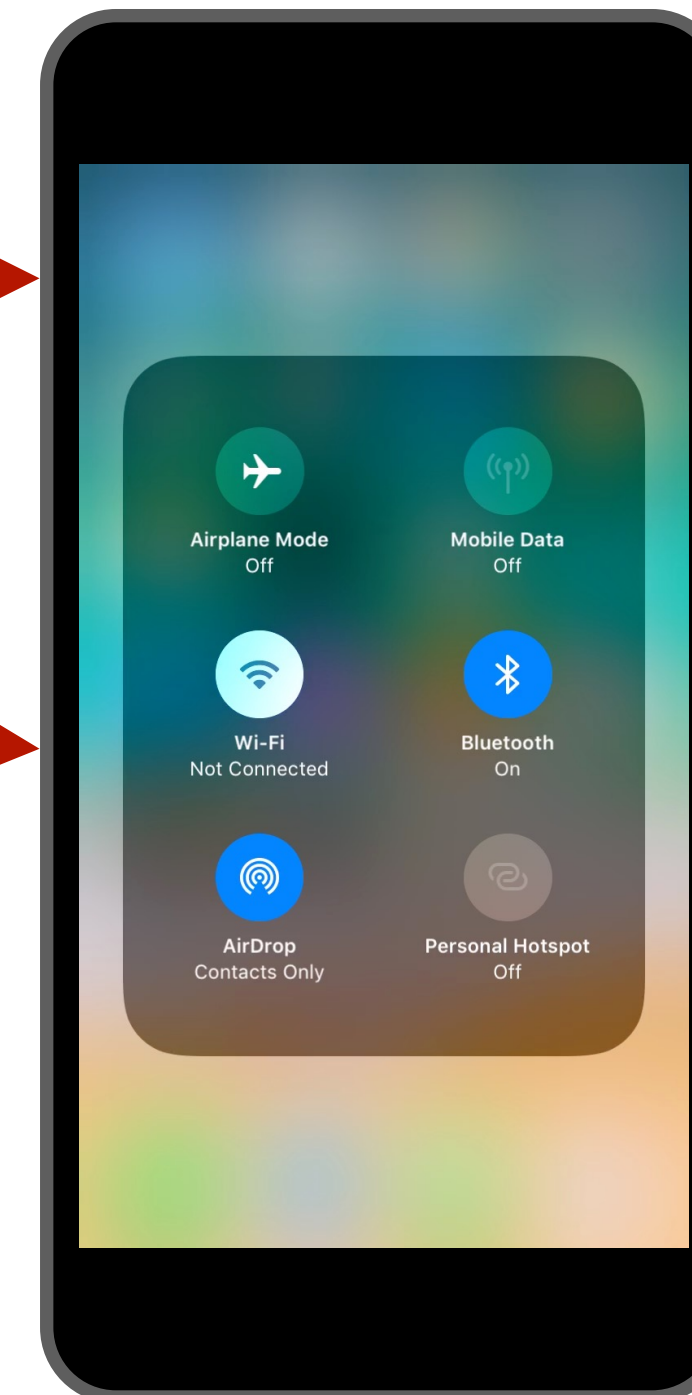 Airplane Mode
Off
Mobile Data
Off
Wi-Fi
Not Connected
Bluetooth
On
AirDrop
Contacts Only
Personal Hotspot
Off